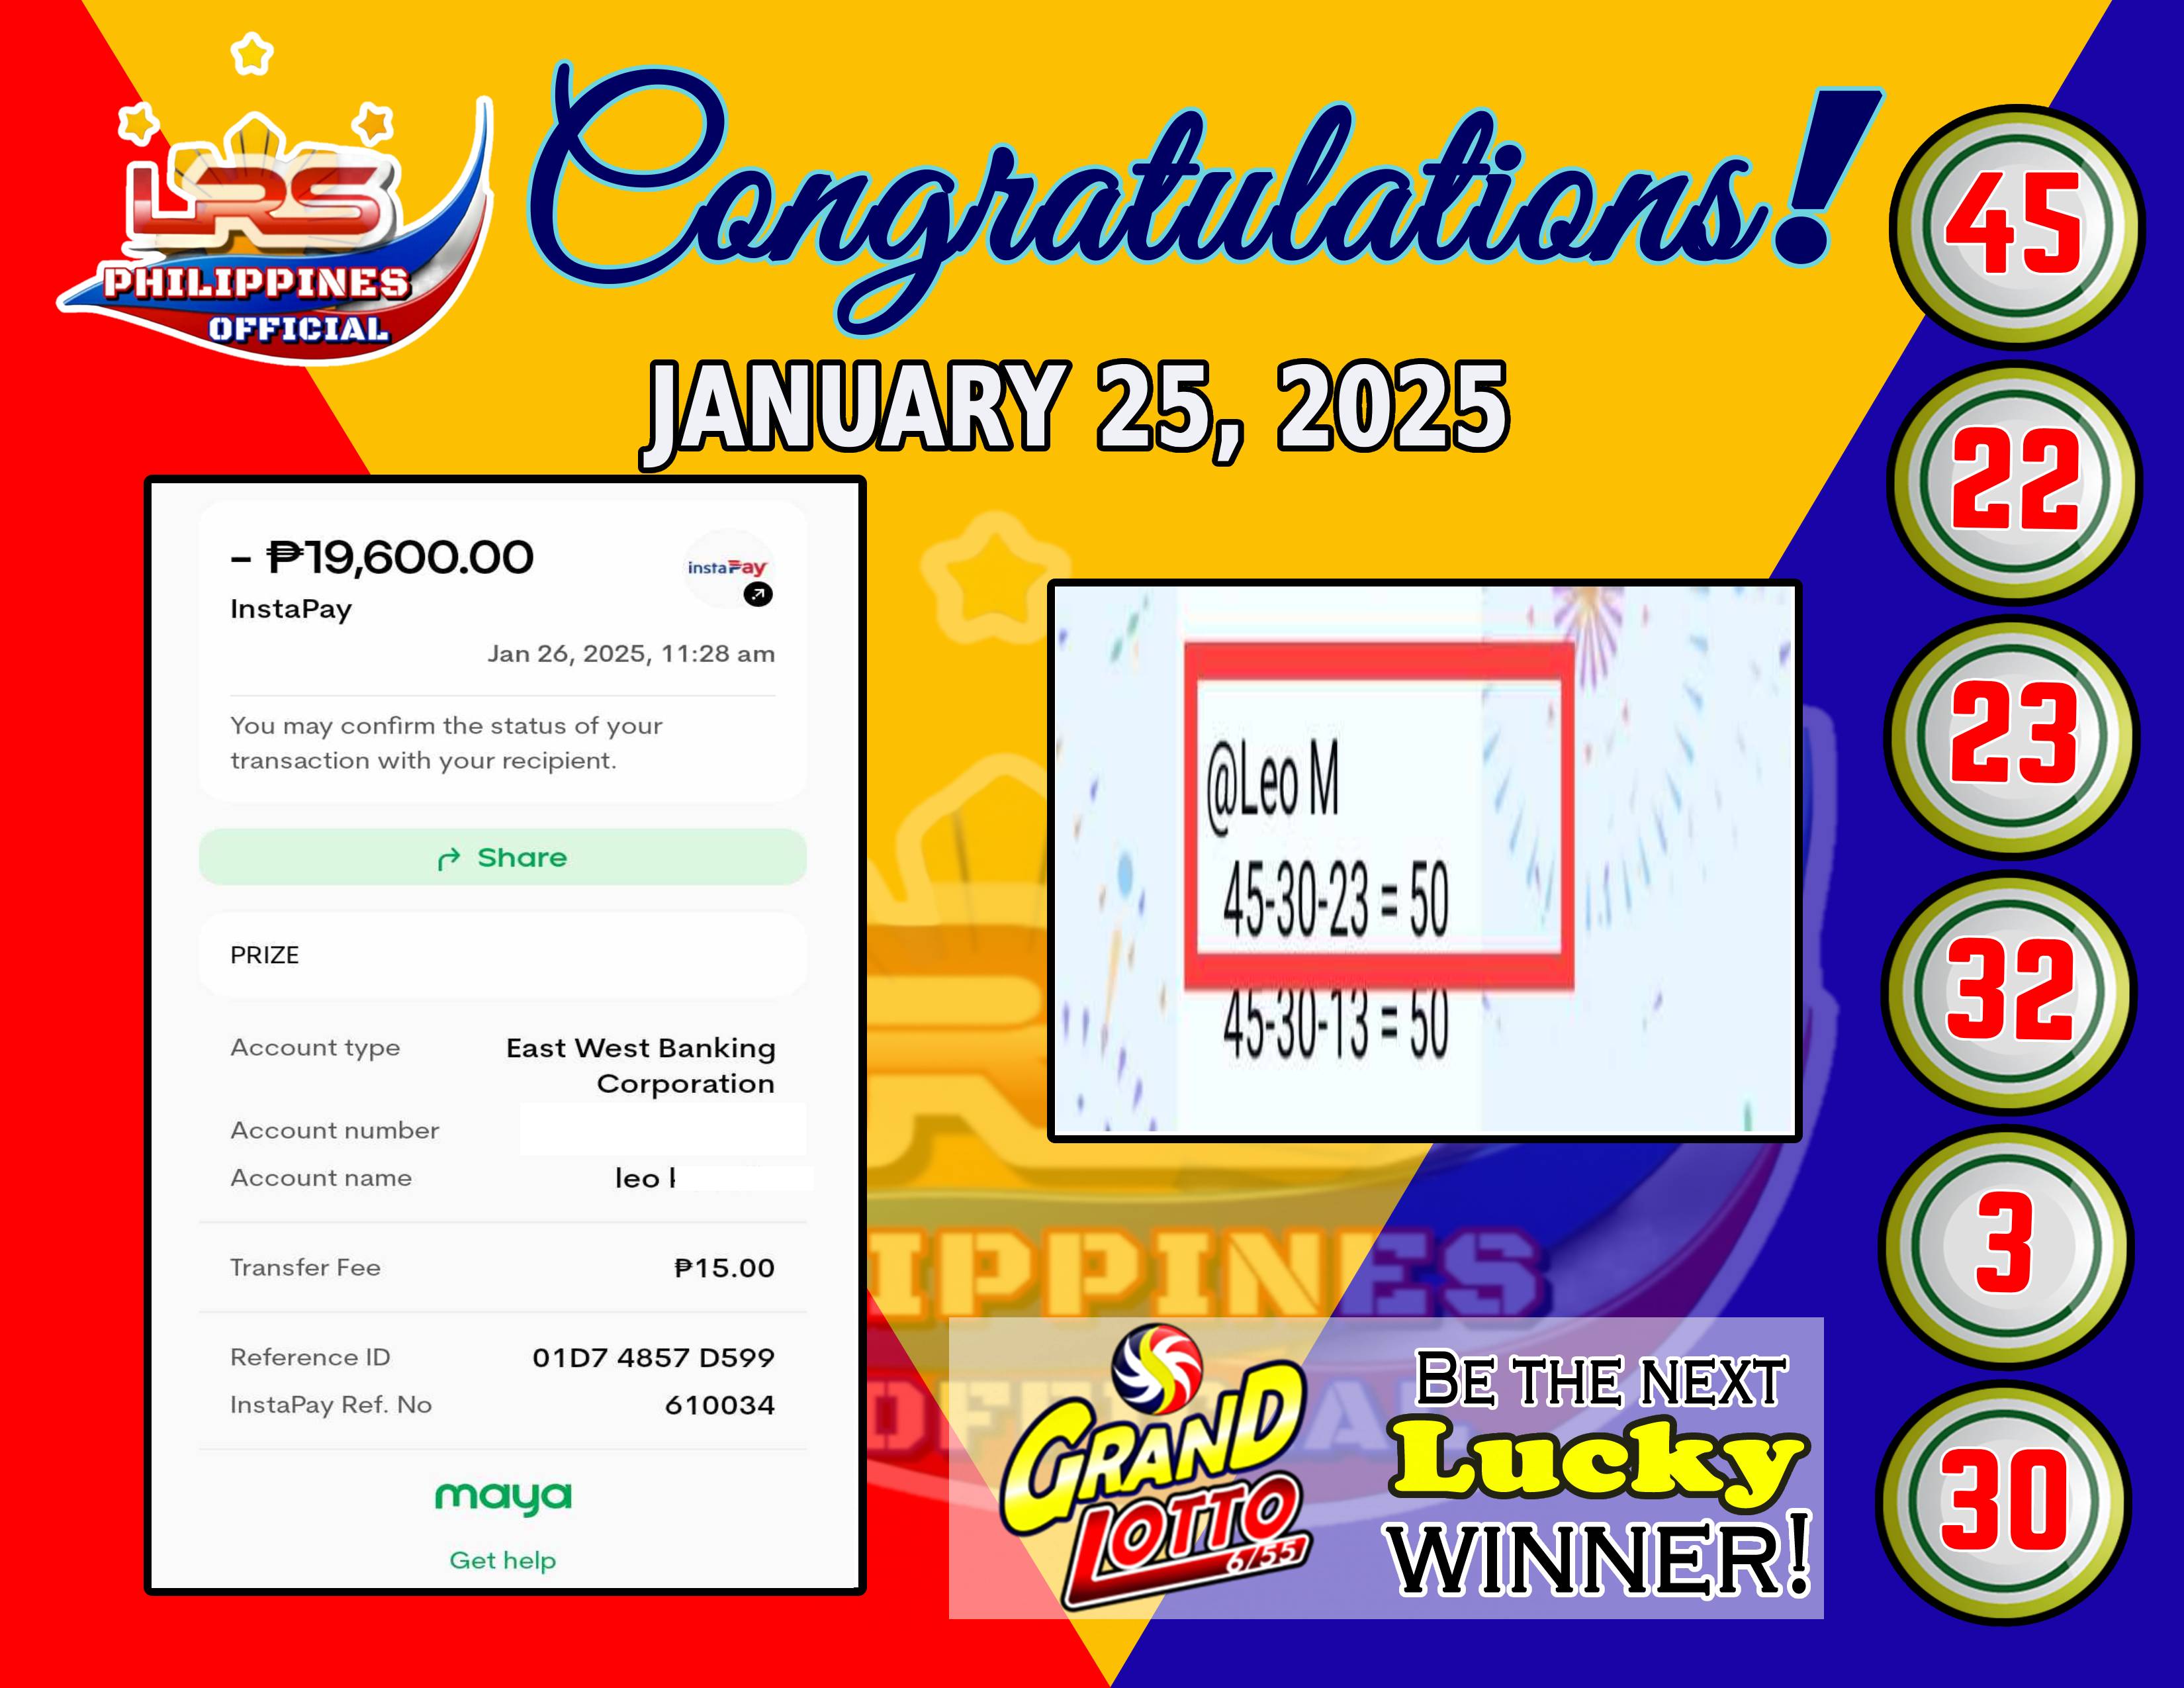 LRS
PHILIPPINES
OFFICIAL
Congratulations!
JANUARY 25, 2025
- ₱19,600.00
instaPay
InstaPay
Jan 26, 2025, 11:28 am
You may confirm the status of your
transaction with your recipient.
Share
PRIZE
Account type East West Banking
Corporation
Account number
Account name leo
Transfer Fee ₱15.00
Reference ID 01D7 4857 D599
InstaPay Ref. No 610034
maya
Get help
@Leo M
45-30-23 = 50
45-30-13 = 50
IPPINES
GRAND
LOTTO
6/55
BE THE NEXT
Lucky
WINNER!
45
22
23
32
3
30